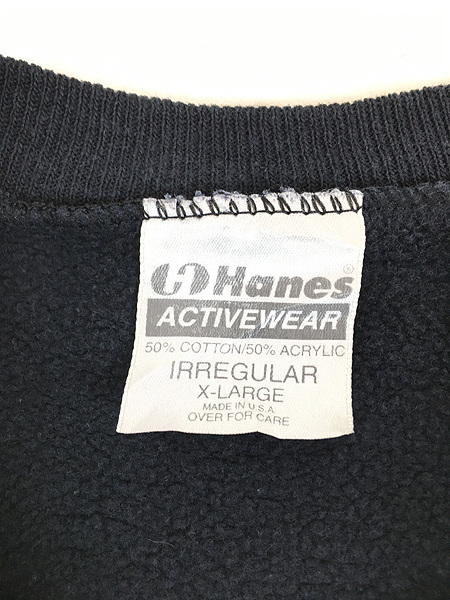 Hanes®
ACTIVEWEAR
50% COTTON/50% ACRYLIC
IRREGULAR
X-LARGE
MADE IN U.S.A.
OVER FOR CARE